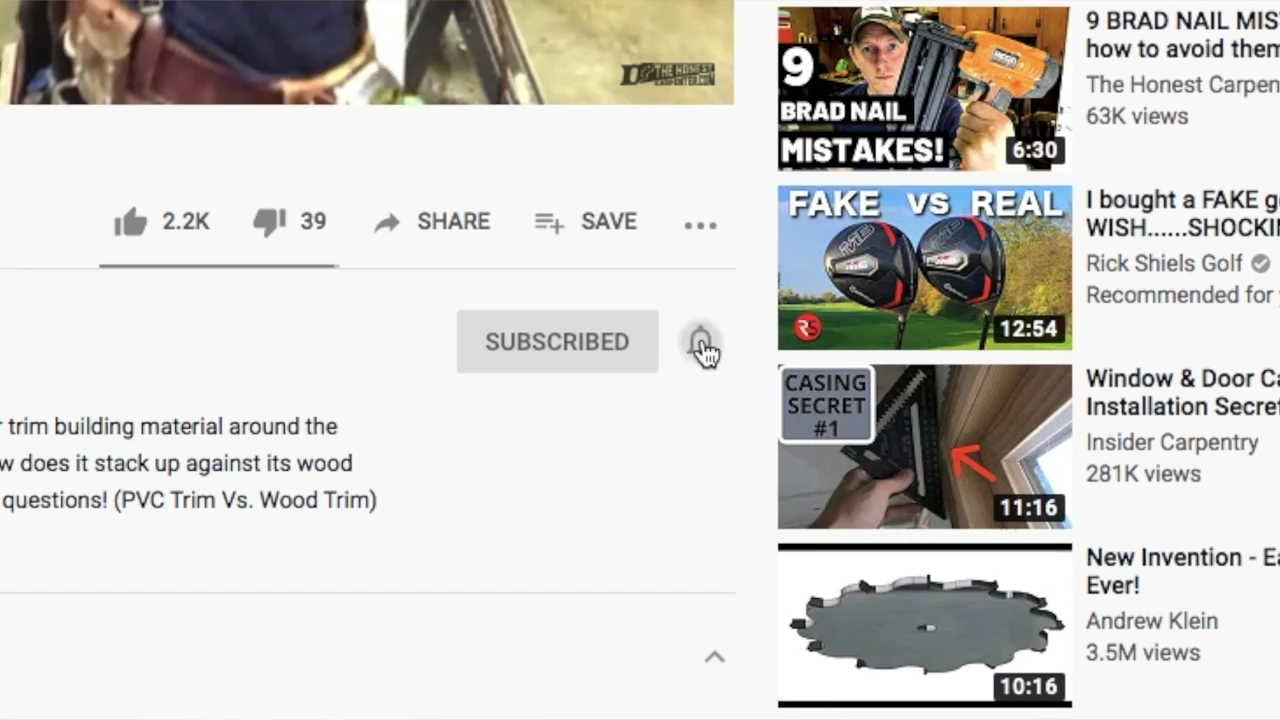 THE HONEST
CARPENTER.COM
2.2K
39
SHARE
SAVE
SUBSCRIBED
trim building material around the
w does it stack up against its wood
questions! (PVC Trim Vs. Wood Trim)
9
BRAD NAIL
MISTAKES!
6:30
9 BRAD NAIL MIS
how to avoid them
The Honest Carpen
63K views
FAKE vs REAL
RS
12:54
I bought a FAKE g
WISH......SHOCKI
Rick Shiels Golf
Recommended for
CASING
SECRET
#1
11:16
Window & Door Ca
Installation Secret
Insider Carpentry
281K views
10:16
New Invention - Ea
Ever!
Andrew Klein
3.5M views